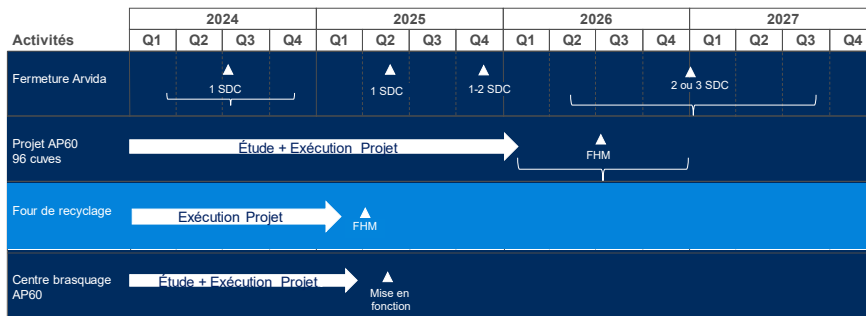 2024 2025 2026 2027
Activités Q1 Q2 Q3 Q4 Q1 Q2 Q3 Q4 Q1 Q2 Q3 Q4 Q1 Q2 Q3 Q4
Fermeture Arvida
1 SDC 1 SDC 1-2 SDC 2 ou 3 SDC
Projet AP60
96 cuves
Étude + Exécution Projet
FHM
Four de recyclage
Exécution Projet
FHM
Centre brasquage
AP60
Étude + Exécution Projet
Mise en
fonction